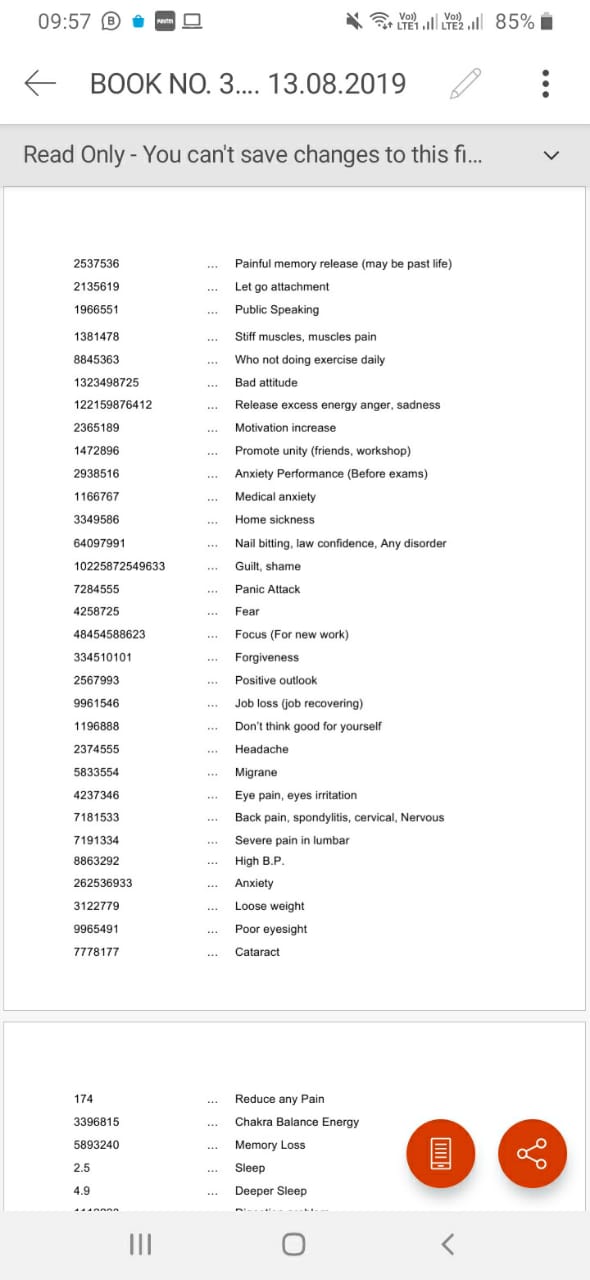 09:57 B Paytm Vo) LTE1 Vo) LTE2 85%
BOOK NO. 3.... 13.08.2019
Read Only - You can't save changes to this fi...
2537536 ... Painful memory release (may be past life)
2135619 ... Let go attachment
1966551 ... Public Speaking
1381478 ... Stiff muscles, muscles pain
8845363 ... Who not doing exercise daily
1323498725 ... Bad attitude
122159876412 ... Release excess energy anger, sadness
2365189 ... Motivation increase
1472896 ... Promote unity (friends, workshop)
2938516 ... Anxiety Performance (Before exams)
1166767 ... Medical anxiety
3349586 ... Home sickness
64097991 ... Nail bitting, law confidence, Any disorder
10225872549633 ... Guilt, shame
7284555 ... Panic Attack
4258725 ... Fear
48454588623 ... Focus (For new work)
334510101 ... Forgiveness
2567993 ... Positive outlook
9961546 ... Job loss (job recovering)
1196888 ... Don't think good for yourself
2374555 ... Headache
5833554 ... Migrane
4237346 ... Eye pain, eyes irritation
7181533 ... Back pain, spondylitis, cervical, Nervous
7191334 ... Severe pain in lumbar
8863292 ... High B.P.
262536933 ... Anxiety
3122779 ... Loose weight
9965491 ... Poor eyesight
7778177 ... Cataract
174 ... Reduce any Pain
3396815 ... Chakra Balance Energy
5893240 ... Memory Loss
2.5 ... Sleep
4.9 ... Deeper Sleep